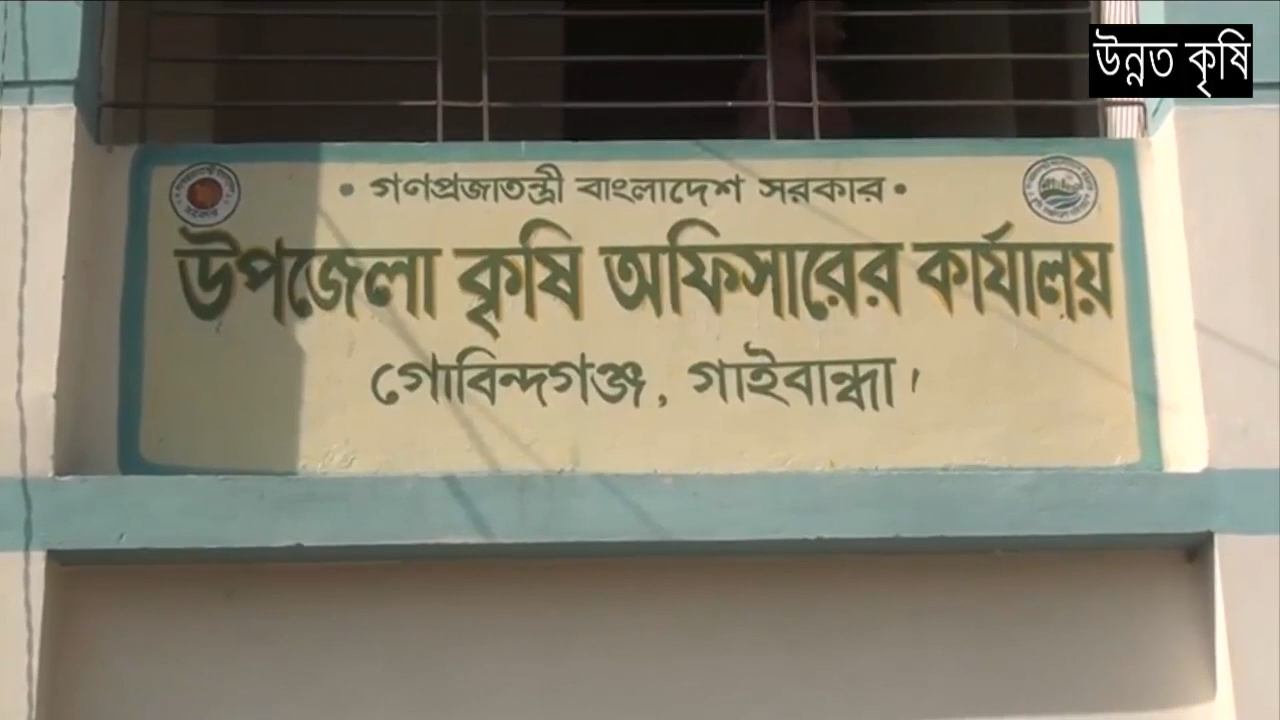 উন্নত কৃষি
• গণপ্রজাতন্ত্রী বাংলাদেশ সরকার •
উপজেলা কৃষি অফিসারের কার্যালয়
গোবিন্দগঞ্জ, গাইবান্ধা।